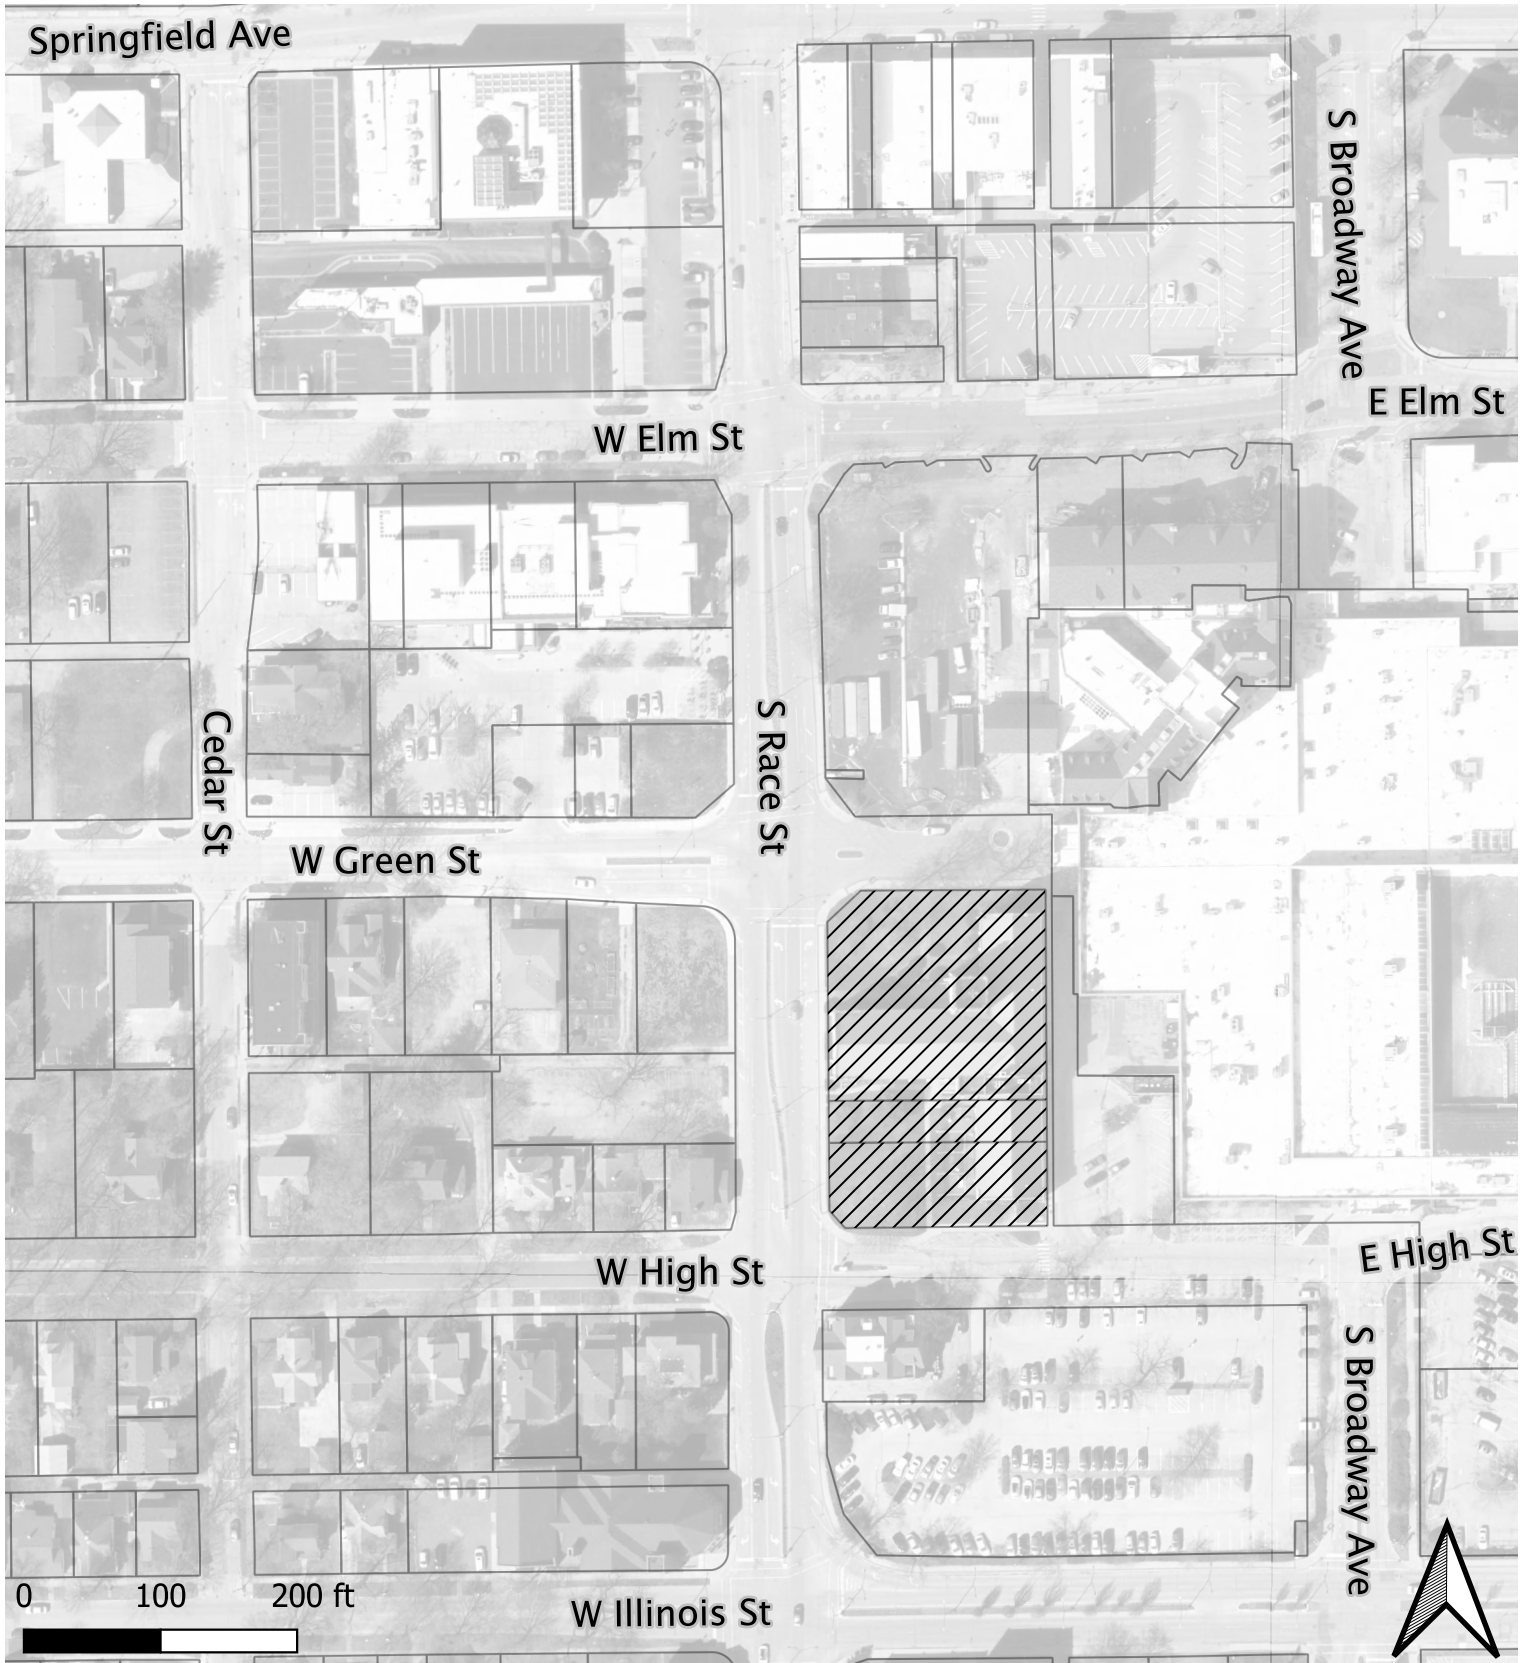 Springfield Ave
S Broadway Ave
E Elm St
W Elm St
Cedar St
S Race St
W Green St
W High St
E High St
S Broadway Ave
0 100 200 ft
W Illinois St